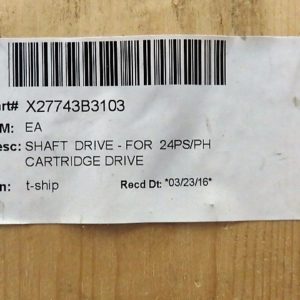 art# X27743B3103
M: EA
esc: SHAFT DRIVE - FOR 24PS/PH
CARTRIDGE DRIVE
n: t-ship Recd Dt: *03/23/16*